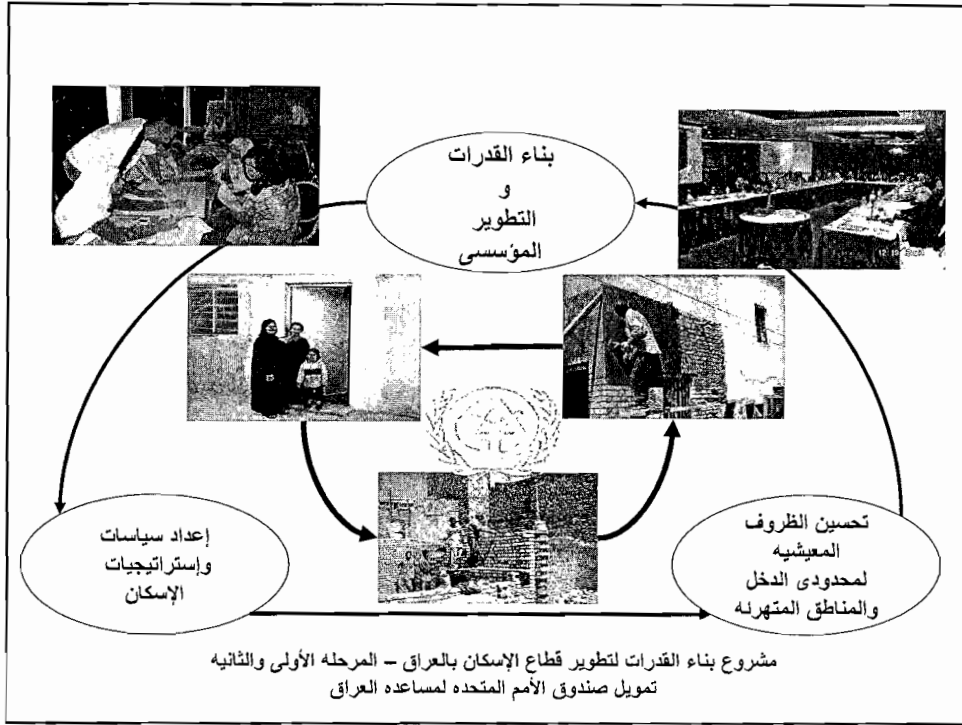 بناء القدرات
و
التطوير
المؤسسى
إعداد سياسات
وإستراتيجيات
الإسكان
تحسين الظروف
المعيشيه
لمحدودى الدخل
والمناطق المتهرئه
مشروع بناء القدرات لتطوير قطاع الإسكان بالعراق – المرحله الأولى والثانيه
تمويل صندوق الأمم المتحده لمساعده العراق